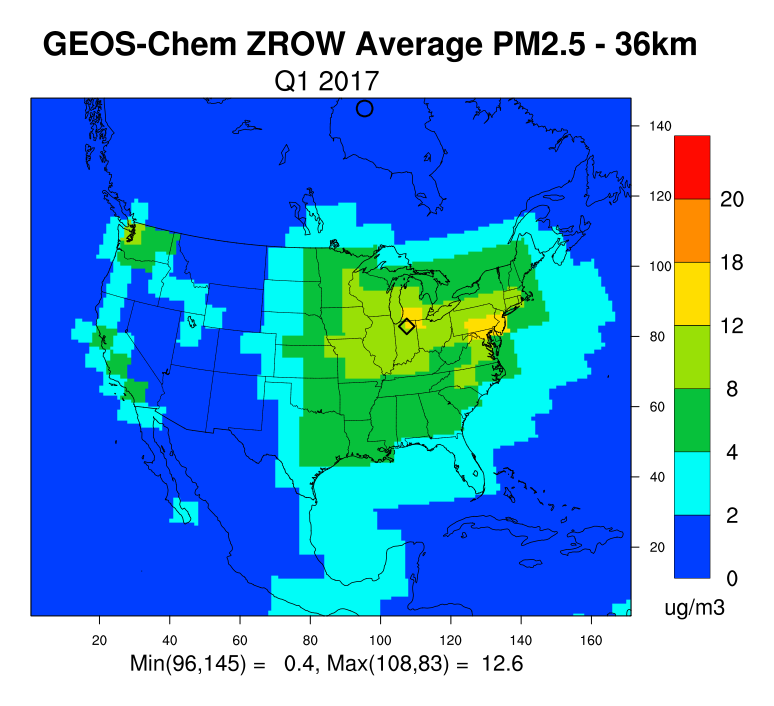 GEOS-Chem ZROW Average PM2.5 - 36km
Q1 2017
140
120
100
80
60
40
20
20
18
12
8
4
2
0
ug/m3
20 40 60 80 100 120 140 160
Min(96,145) = 0.4, Max(108,83) = 12.6